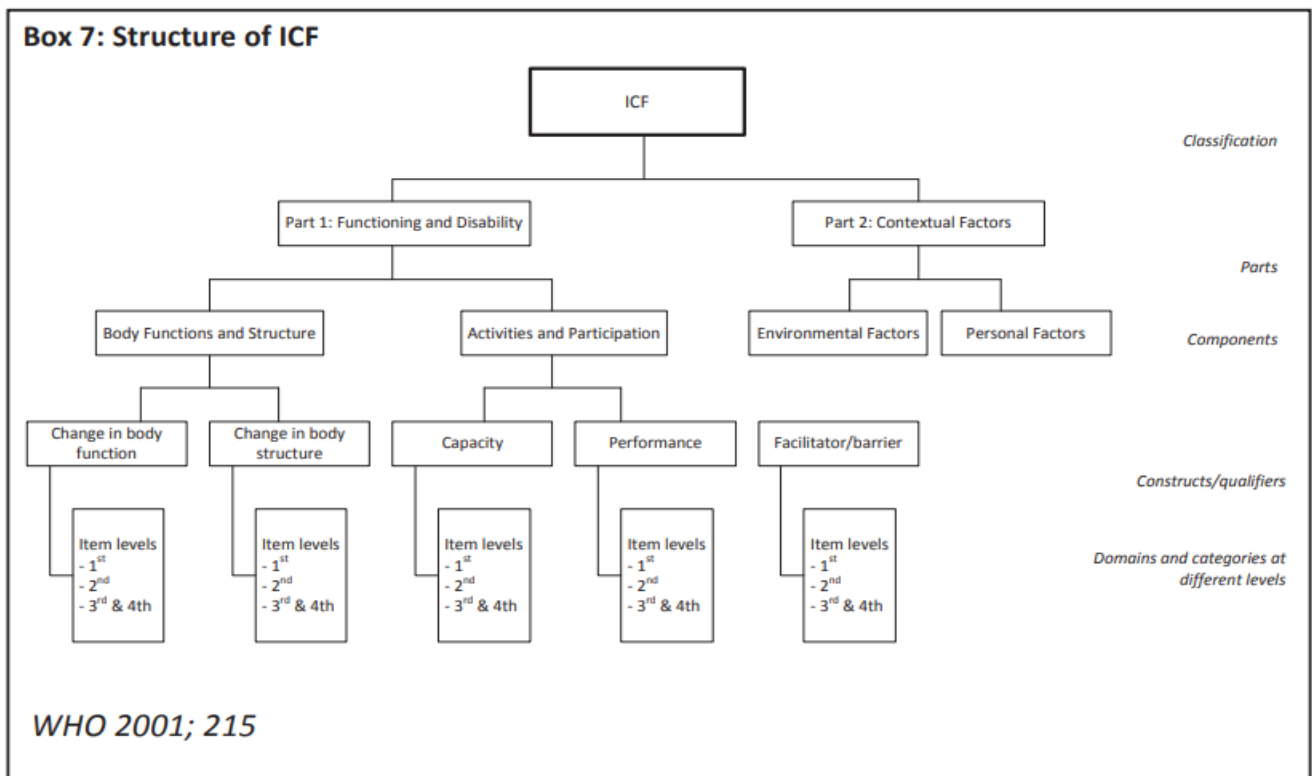 Box 7: Structure of ICF
ICF
Classification
Part 1: Functioning and Disability
Part 2: Contextual Factors
Parts
Body Functions and Structure
Activities and Participation
Environmental Factors
Personal Factors
Components
Change in body
function
Change in body
structure
Capacity
Performance
Facilitator/barrier
Constructs/qualifiers
Item levels
- 1st
- 2nd
- 3rd & 4th
Item levels
- 1st
- 2nd
- 3rd & 4th
Item levels
- 1st
- 2nd
- 3rd & 4th
Item levels
- 1st
- 2nd
- 3rd & 4th
Item levels
- 1st
- 2nd
- 3rd & 4th
Domains and categories at
different levels
WHO 2001; 215